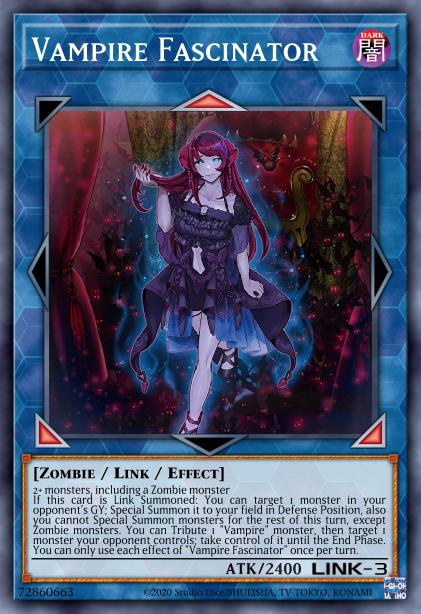 VAMPIRE FASCINATOR
DARK
闇
[ZOMBIE / LINK / EFFECT]
2+ monsters, including a Zombie monster
If this card is Link Summoned: You can target 1 monster in your
opponent's GY; Special Summon it to your field in Defense Position, also
you cannot Special Summon monsters for the rest of this turn, except
Zombie monsters. You can Tribute 1 "Vampire" monster, then target 1
monster your opponent controls; take control of it until the End Phase.
You can only use each effect of "Vampire Fascinator" once per turn.
ATK/2400 LINK-3
72860663 ©2020 Studio Dice/SHUEISHA, TV TOKYO, KONAMI